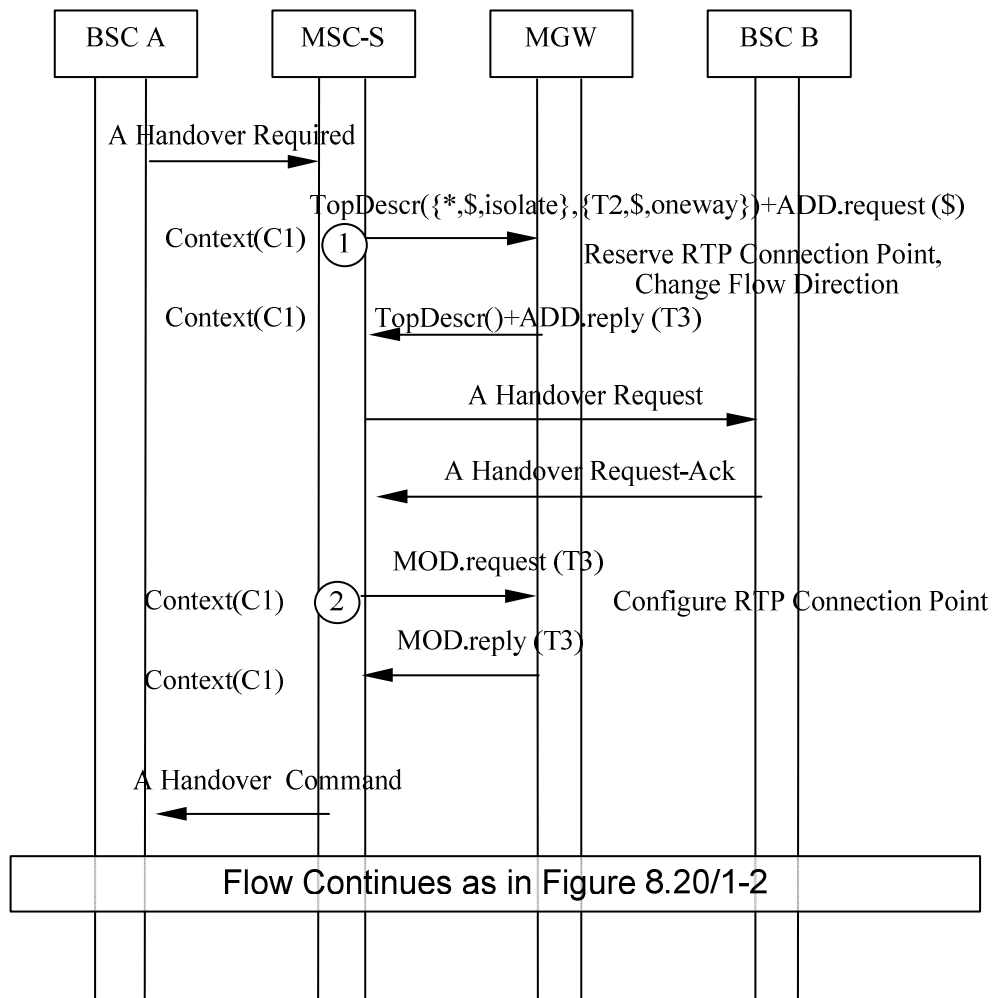 BSC A
MSC-S
MGW
BSC B
A Handover Required
TopDescr({*,$,isolate},{T2,$,oneway})+ADD.request ($)
Context(C1)
1
Reserve RTP Connection Point,
Change Flow Direction
Context(C1)
TopDescr()+ADD.reply (T3)
A Handover Request
A Handover Request-Ack
MOD.request (T3)
Context(C1)
2
Configure RTP Connection Point
MOD.reply (T3)
Context(C1)
A Handover Command
Flow Continues as in Figure 8.20/1-2